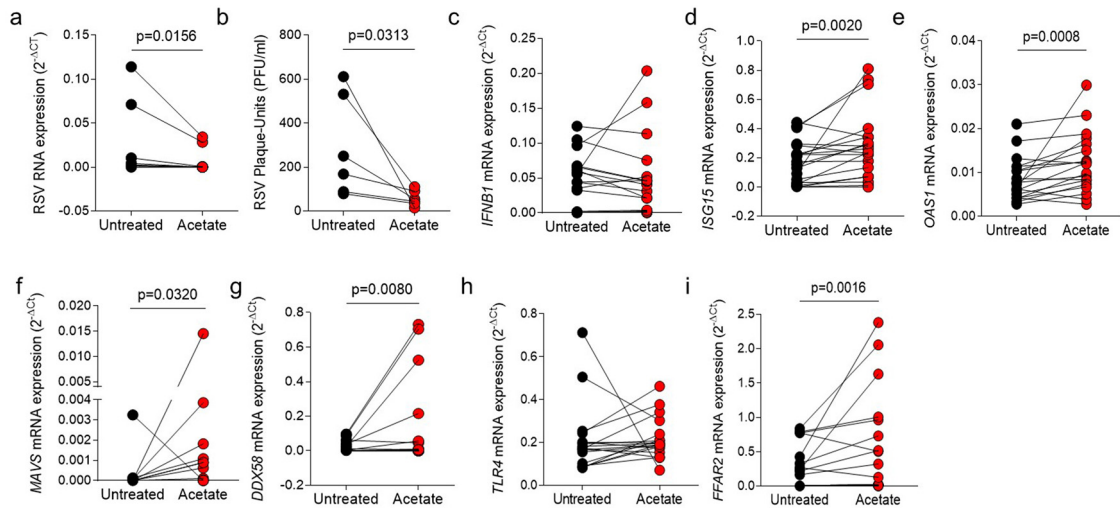 a
p=0.0156
RSV RNA expression (2^-ΔCT)
0.15
0.10
0.05
0.00
-0.05
Untreated Acetate
b
p=0.0313
RSV Plaque-Units (PFU/ml)
800
600
400
200
0
Untreated Acetate
c
IFNB1 mRNA expression (2^-ΔCt)
0.25
0.20
0.15
0.10
0.05
0.00
Untreated Acetate
d
p=0.0020
ISG15 mRNA expression (2^-ΔCt)
1.0
0.8
0.6
0.4
0.2
0.0
-0.2
Untreated Acetate
e
p=0.0008
OAS1 mRNA expression (2^-ΔCt)
0.04
0.03
0.02
0.01
0.00
Untreated Acetate
f
p=0.0320
MAVS mRNA expression (2^-ΔCt)
0.020
0.015
0.010
0.005
0.004
0.003
0.002
0.001
0.000
Untreated Acetate
g
p=0.0080
DDX58 mRNA expression (2^-ΔCt)
0.8
0.6
0.4
0.2
0.0
-0.2
Untreated Acetate
h
TLR4 mRNA expression (2^-ΔCt)
0.8
0.6
0.4
0.2
0.0
Untreated Acetate
i
p=0.0016
FFAR2 mRNA expression (2^-ΔCt)
2.5
2.0
1.5
1.0
0.5
0.0
Untreated Acetate